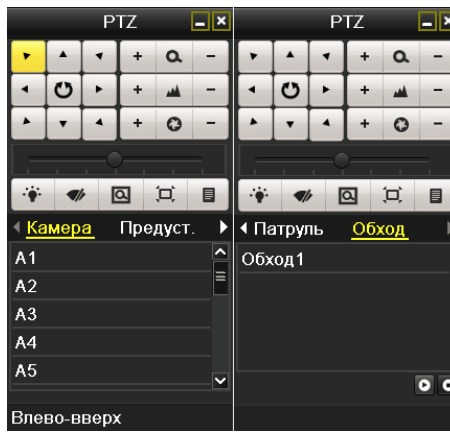 PTZ
Камера Предуст.
A1
A2
A3
A4
A5
Влево-вверх
PTZ
Патруль Обход
Обход1